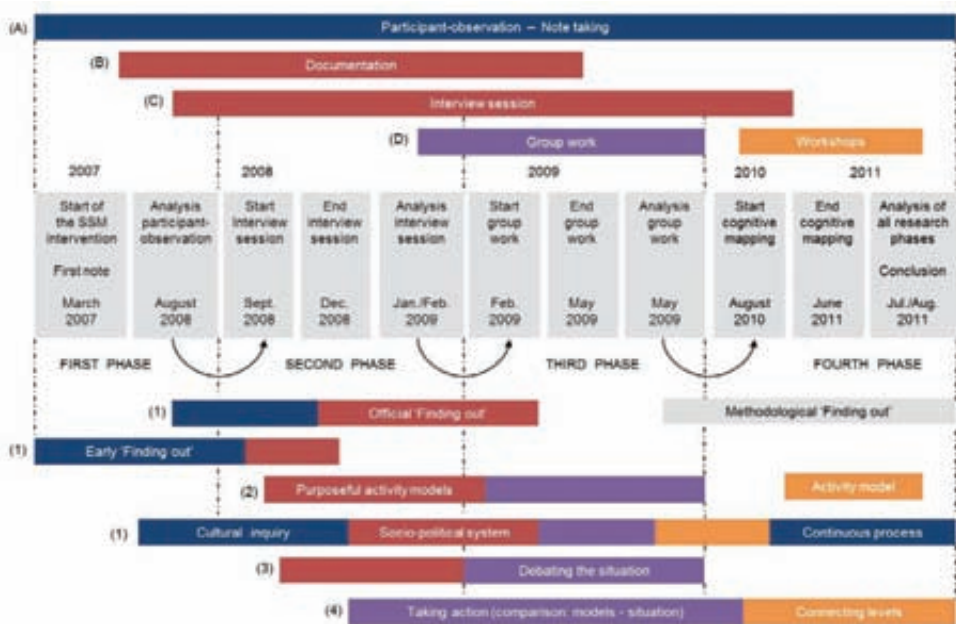 (A) Participant-observation – Note taking
(B) Documentation
(C) Interview session
(D) Group work
Workshops
2007 2008 2009 2010 2011
Start of
the SSM
intervention
First note
March
2007
Analysis
participant-
observation
August
2008
Start
interview
session
Sept.
2008
End
interview
session
Dec.
2008
Analysis
interview
session
Jan./Feb.
2009
Start
group
work
Feb.
2009
End
group
work
May
2009
Analysis
group
work
May
2009
Start
cognitive
mapping
August
2010
End
cognitive
mapping
June
2011
Analysis of
all research
phases
Conclusion
Jul./Aug.
2011
FIRST PHASE SECOND PHASE THIRD PHASE FOURTH PHASE
(1) Official 'Finding out' Methodological 'Finding out'
(1) Early 'Finding out'
(2) Purposeful activity models Activity model
(1) Cultural inquiry Socio-political system Continuous process
(3) Debating the situation
(4) Taking action (comparison: models - situation) Connecting levels